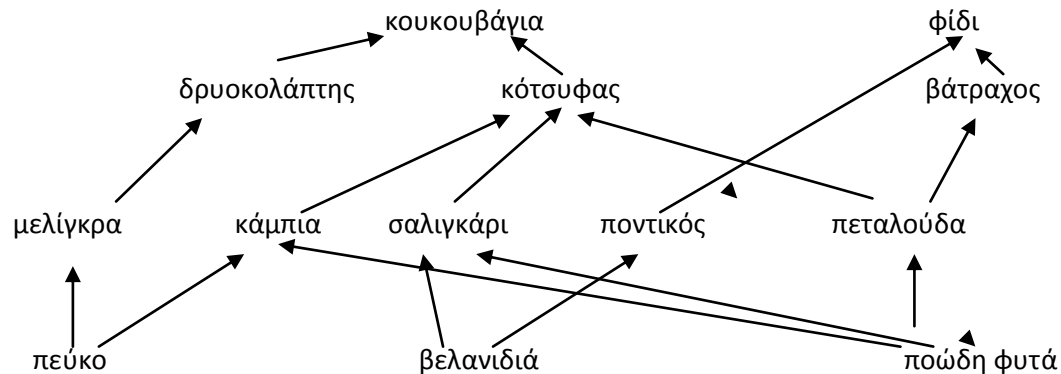 κουκουβάγια φίδι
δρυοκολάπτης κότσυφας βάτραχος
μελίγκρα κάμπια σαλιγκάρι ποντικός πεταλούδα
πεύκο βελανιδιά ποώδη φυτά